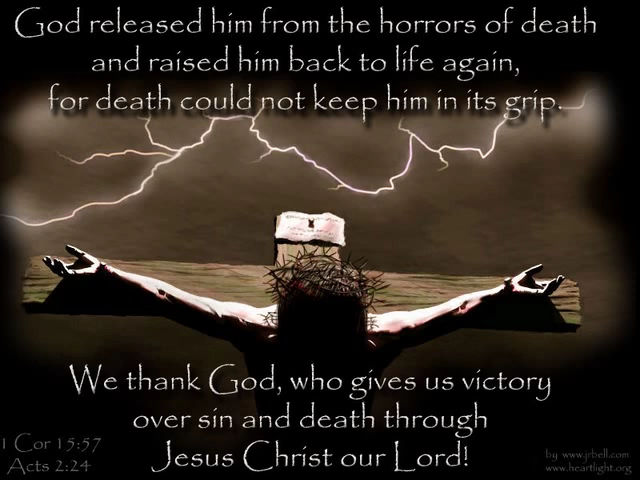 God released him from the horrors of death
and raised him back to life again,
for death could not keep him in its grip.
We thank God, who gives us victory
over sin and death through
Jesus Christ our Lord!
1 Cor 15:57
Acts 2:24
by www.jrbell.com
www.heartlight.org